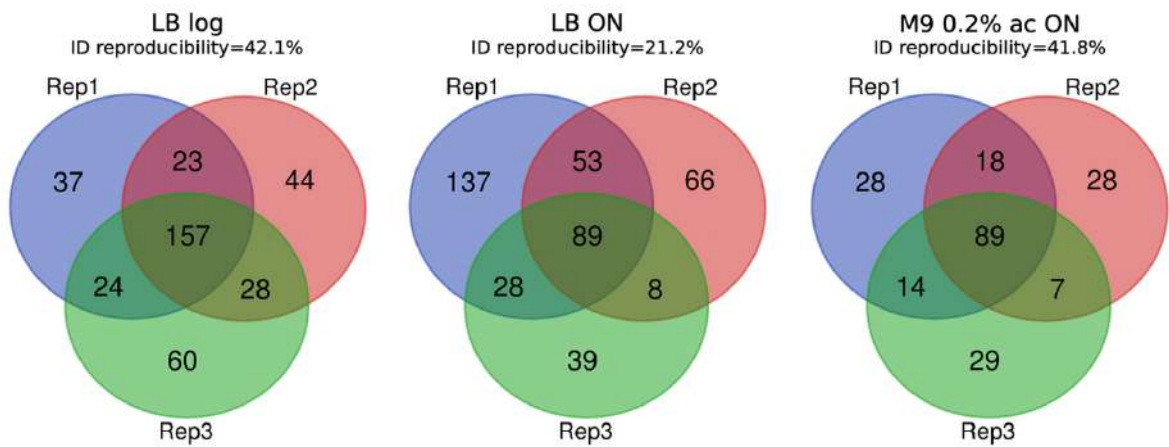 LB log
ID reproducibility=42.1%
Rep1
Rep2
37
23
44
157
24
28
60
Rep3
LB ON
ID reproducibility=21.2%
Rep1
Rep2
137
53
66
89
28
8
39
Rep3
M9 0.2% ac ON
ID reproducibility=41.8%
Rep1
Rep2
28
18
28
89
14
7
29
Rep3